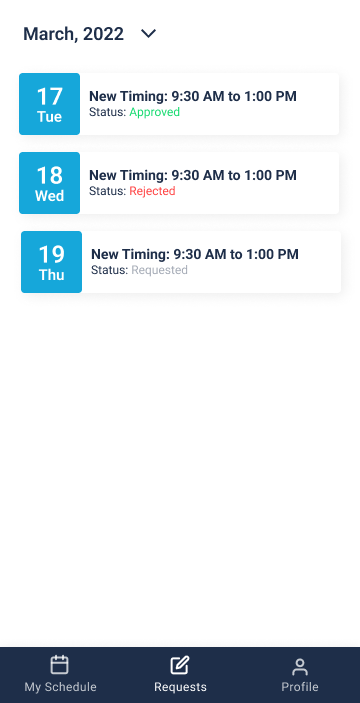 March, 2022
17
Tue
New Timing: 9:30 AM to 1:00 PM
Status: Approved
18
Wed
New Timing: 9:30 AM to 1:00 PM
Status: Rejected
19
Thu
New Timing: 9:30 AM to 1:00 PM
Status: Requested
My Schedule
Requests
Profile